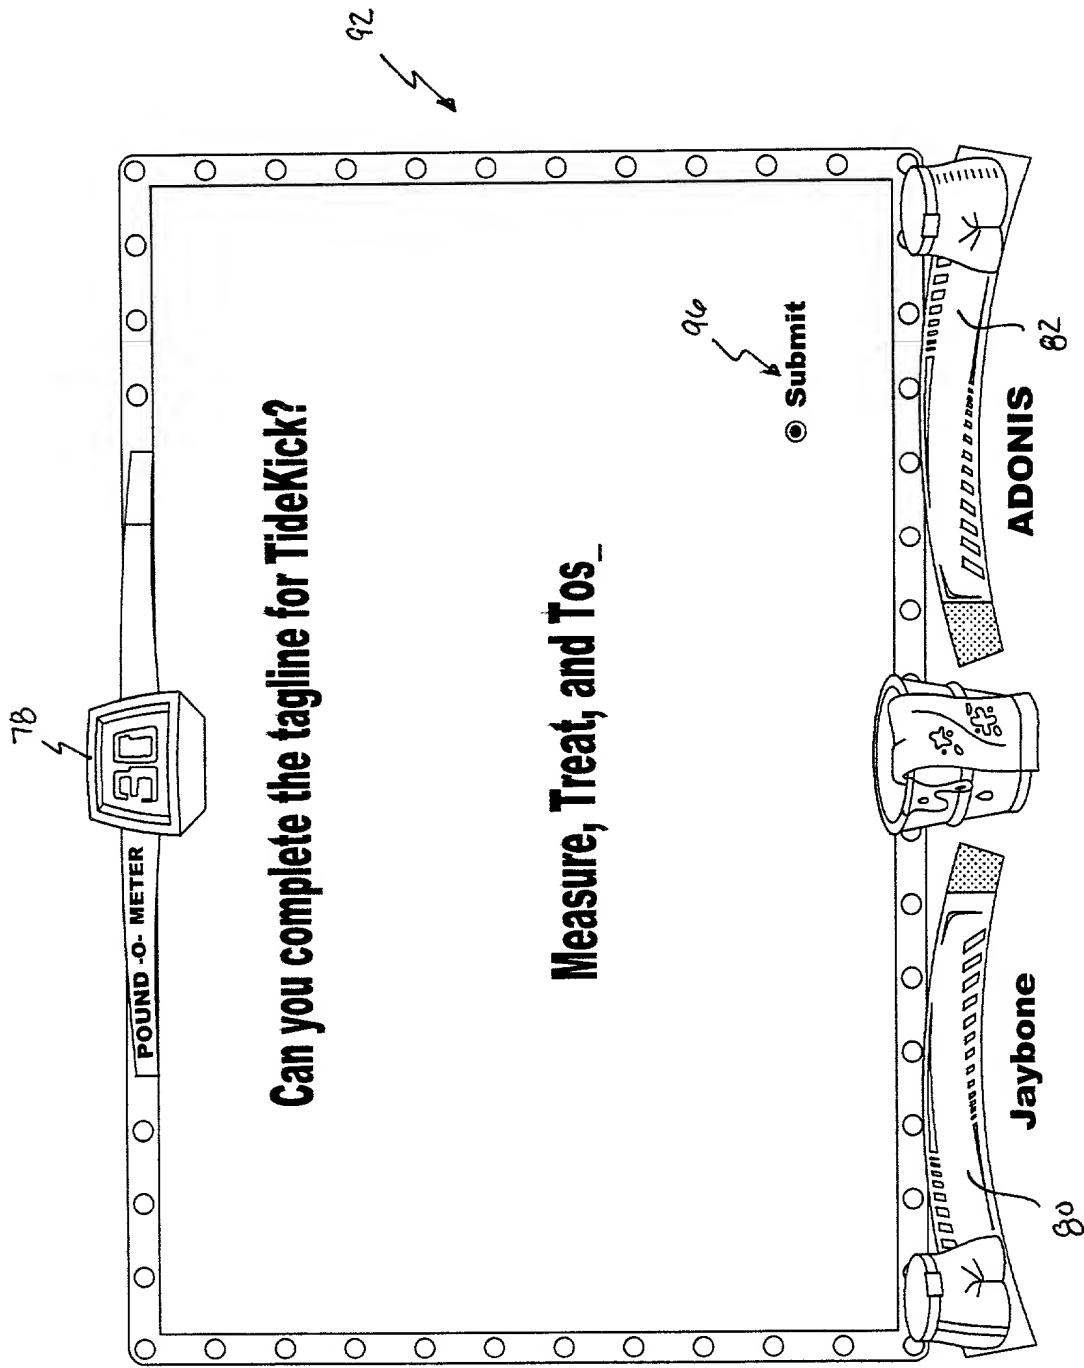 92
78
POUND -O- METER
30
Can you complete the tagline for TideKick?
Measure, Treat, and Tos_
96
Submit
Jaybone
ADONIS
80
82